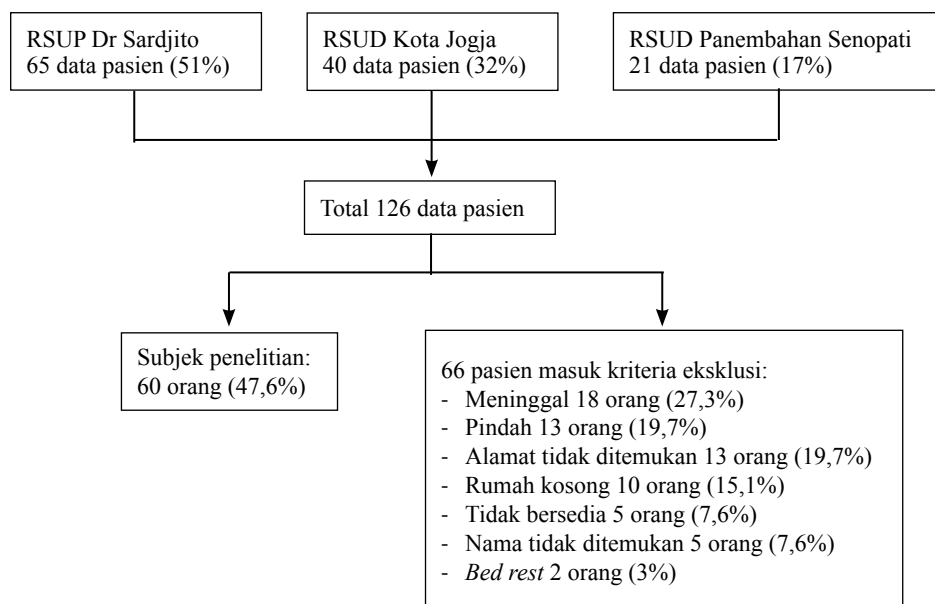 RSUP Dr Sardjito
65 data pasien (51%)
RSUD Kota Jogja
40 data pasien (32%)
RSUD Panembahan Senopati
21 data pasien (17%)
Total 126 data pasien
Subjek penelitian:
60 orang (47,6%)
66 pasien masuk kriteria eksklusi:
- Meninggal 18 orang (27,3%)
- Pindah 13 orang (19,7%)
- Alamat tidak ditemukan 13 orang (19,7%)
- Rumah kosong 10 orang (15,1%)
- Tidak bersedia 5 orang (7,6%)
- Nama tidak ditemukan 5 orang (7,6%)
- Bed rest 2 orang (3%)